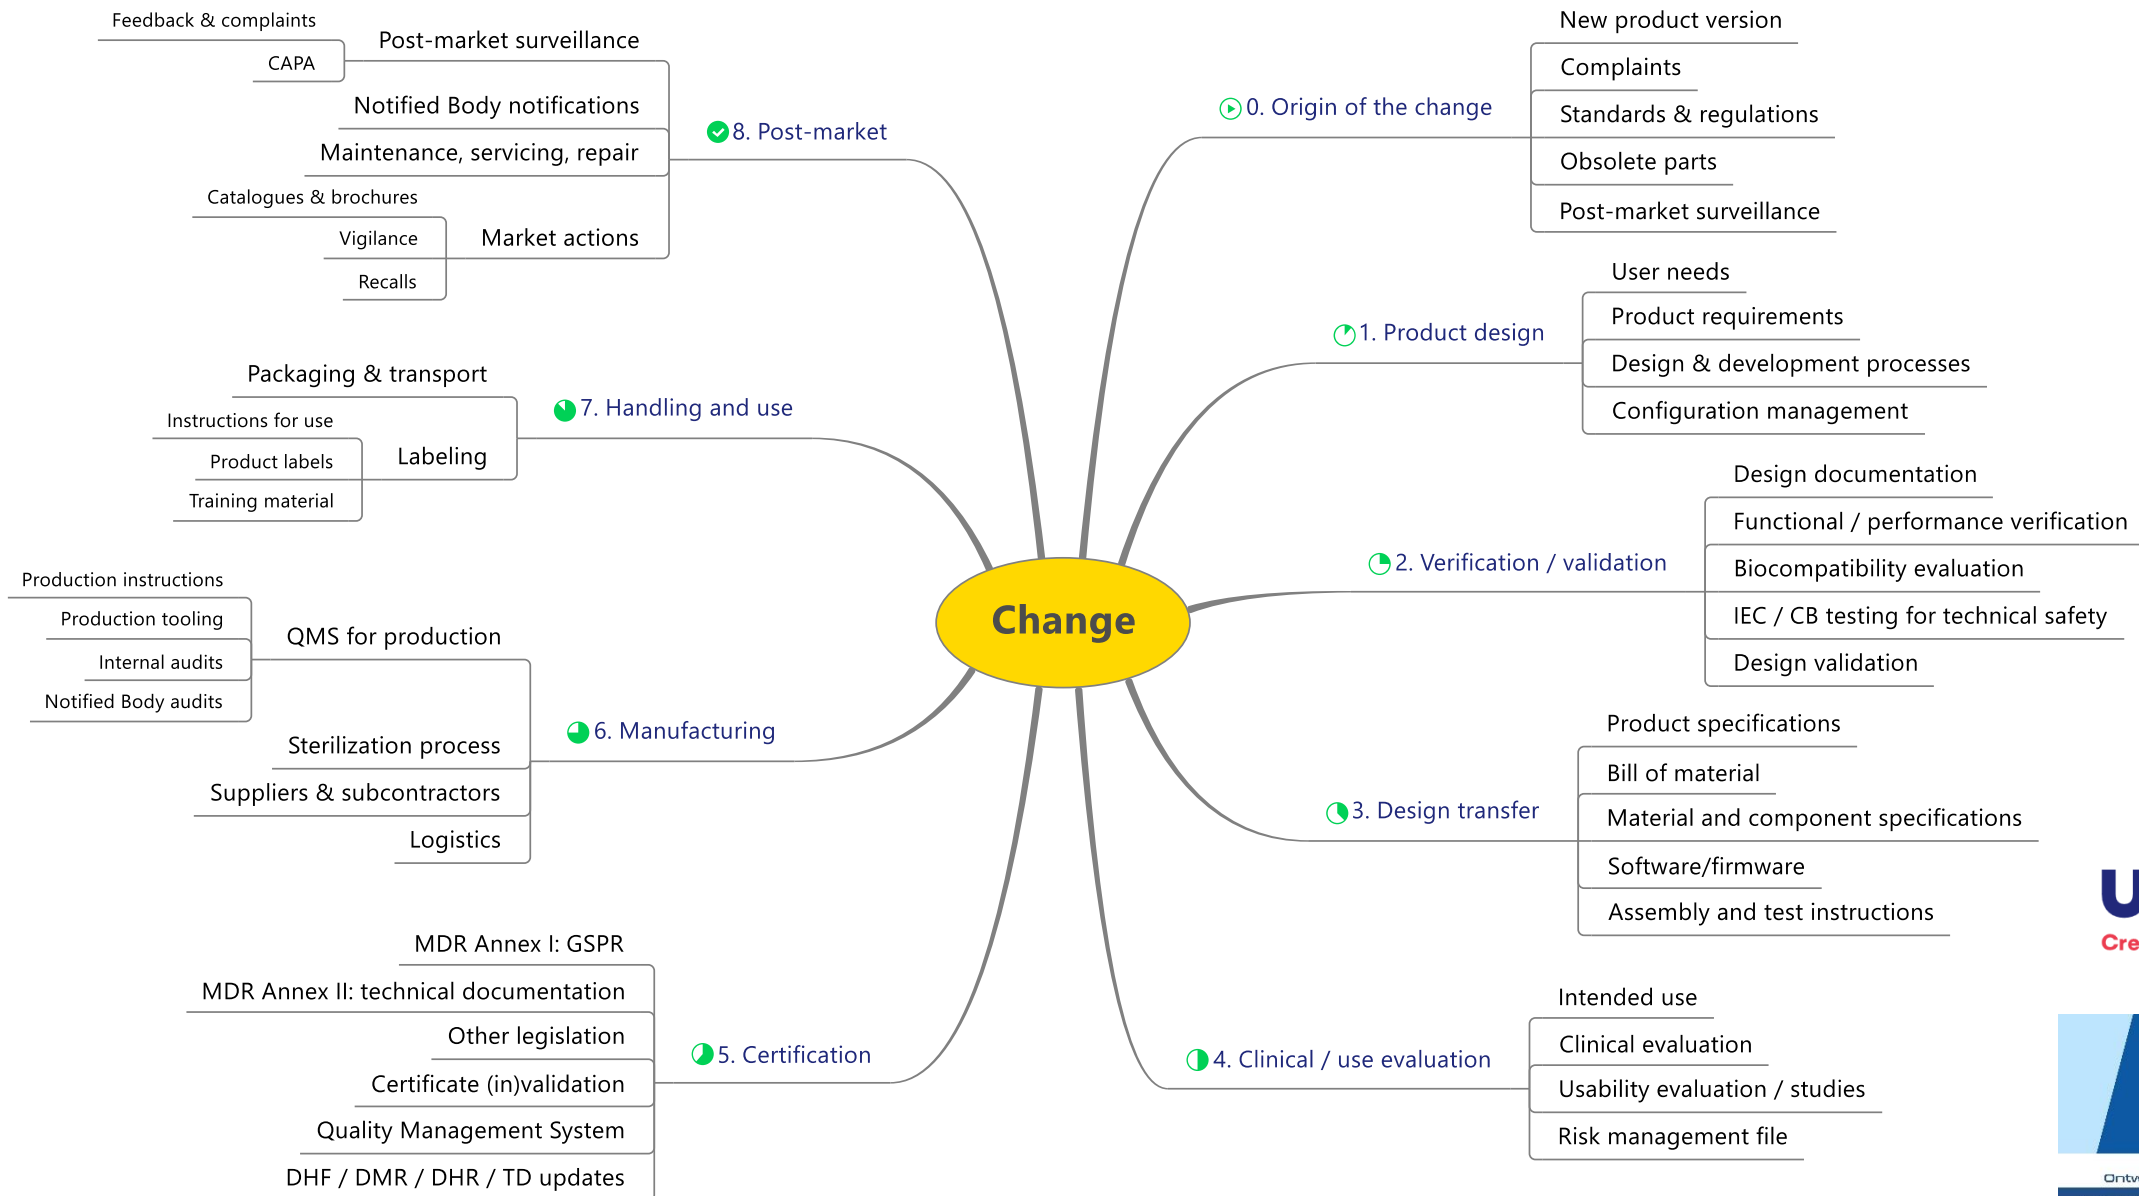 Change
0. Origin of the change
New product version
Complaints
Standards & regulations
Obsolete parts
Post-market surveillance
1. Product design
User needs
Product requirements
Design & development processes
Configuration management
2. Verification / validation
Design documentation
Functional / performance verification
Biocompatibility evaluation
IEC / CB testing for technical safety
Design validation
3. Design transfer
Product specifications
Bill of material
Material and component specifications
Software/firmware
Assembly and test instructions
4. Clinical / use evaluation
Intended use
Clinical evaluation
Usability evaluation / studies
Risk management file
5. Certification
MDR Annex I: GSPR
MDR Annex II: technical documentation
Other legislation
Certificate (in)validation
Quality Management System
DHF / DMR / DHR / TD updates
6. Manufacturing
QMS for production
Production instructions
Production tooling
Internal audits
Notified Body audits
Sterilization process
Suppliers & subcontractors
Logistics
7. Handling and use
Packaging & transport
Labeling
Instructions for use
Product labels
Training material
8. Post-market
Post-market surveillance
Feedback & complaints
CAPA
Notified Body notifications
Maintenance, servicing, repair
Market actions
Catalogues & brochures
Vigilance
Recalls